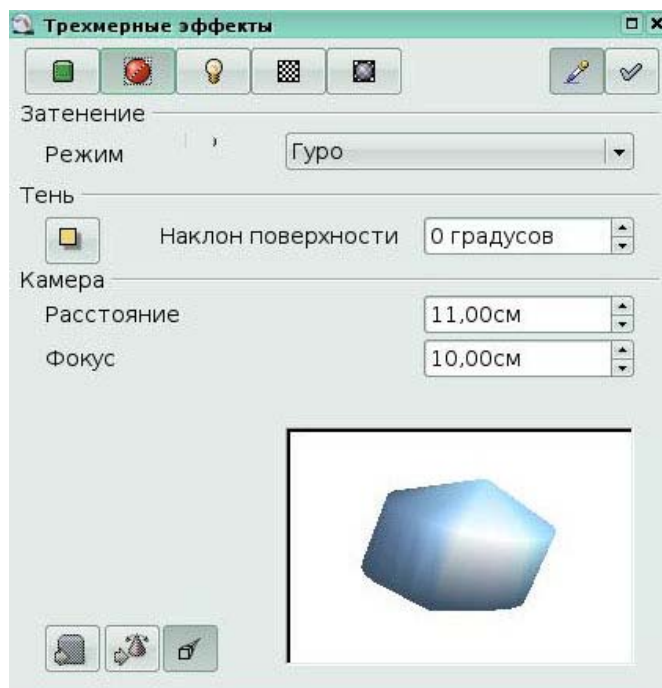 Трехмерные эффекты
Затенение
Режим
Гуро
Тень
Наклон поверхности
0 градусов
Камера
Расстояние
11,00см
Фокус
10,00см